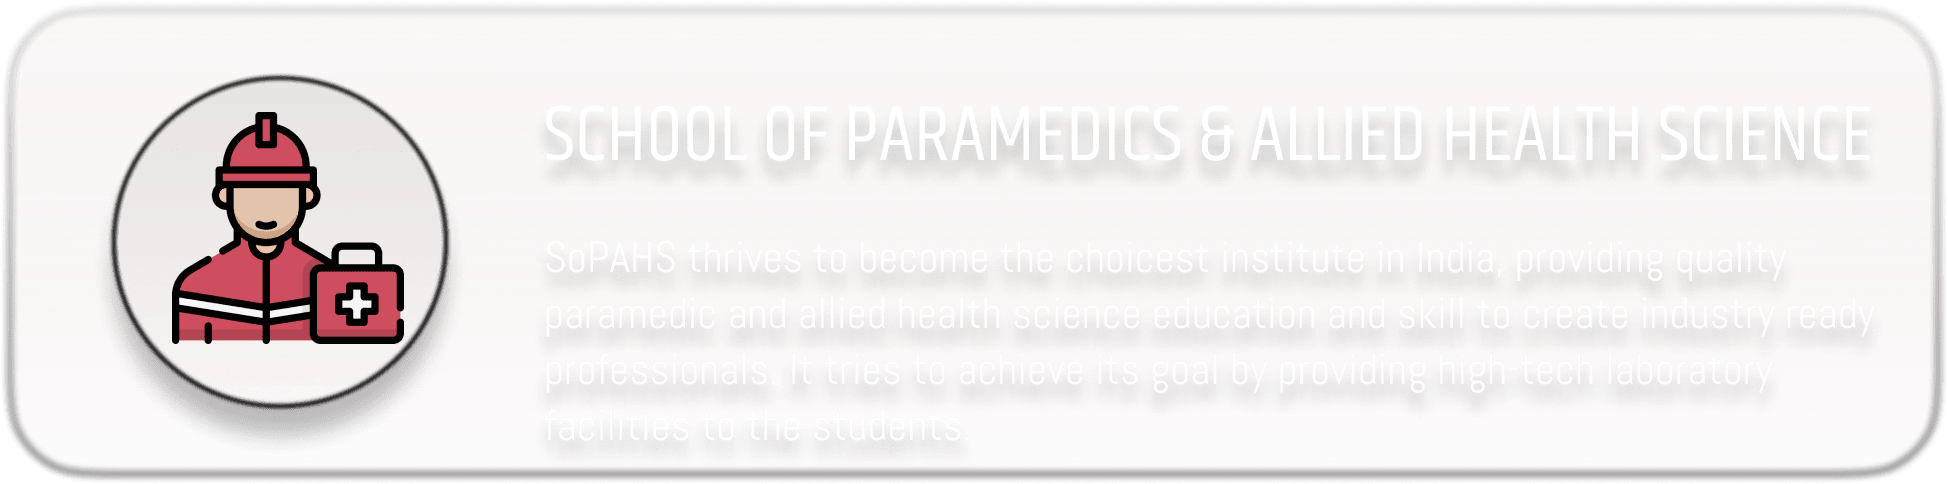 SCHOOL OF PARAMEDICS & ALLIED HEALTH SCIENCE
SoPAHS thrives to become the choicest institute in India, providing quality
paramedic and allied health science education and skill to create industry ready
professionals. It tries to achieve its goal by providing high-tech laboratory
facilities to the students.